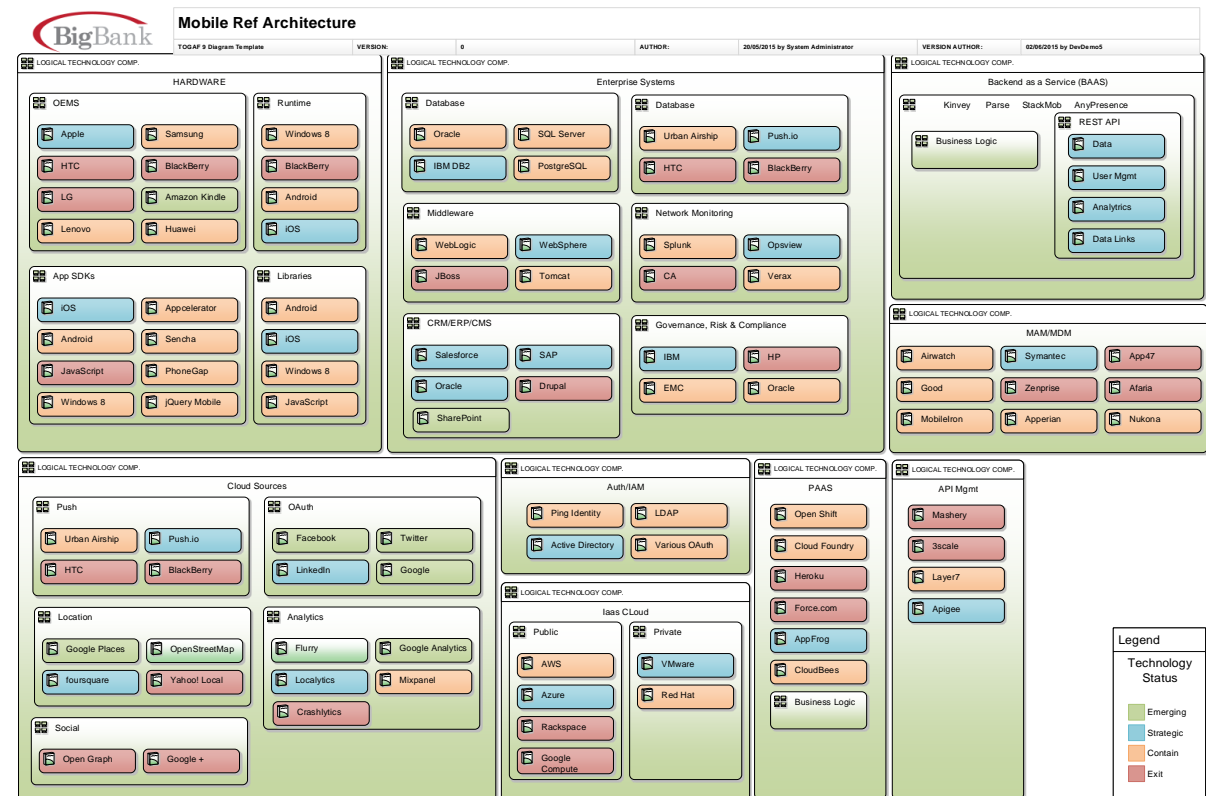 BigBank
Mobile Ref Architecture
TOGAF 9 Diagram Template VERSION: 0 AUTHOR: 20/05/2015 by System Administrator VERSION AUTHOR: 02/06/2015 by DevDemo5
LOGICAL TECHNOLOGY COMP.
HARDWARE
OEMS
Apple
Samsung
HTC
BlackBerry
LG
Amazon Kindle
Lenovo
Huawei
Runtime
Windows 8
BlackBerry
Android
iOS
App SDKs
iOS
Appcelerator
Android
Sencha
JavaScript
PhoneGap
Windows 8
jQuery Mobile
Libraries
Android
iOS
Windows 8
JavaScript
LOGICAL TECHNOLOGY COMP.
Enterprise Systems
Database
Oracle
SQL Server
IBM DB2
PostgreSQL
Database
Urban Airship
Push.io
HTC
BlackBerry
Middleware
WebLogic
WebSphere
JBoss
Tomcat
Network Monitoring
Splunk
Opsview
CA
Verax
CRM/ERP/CMS
Salesforce
SAP
Oracle
Drupal
SharePoint
Governance, Risk & Compliance
IBM
HP
EMC
Oracle
LOGICAL TECHNOLOGY COMP.
Backend as a Service (BAAS)
Kinvey Parse StackMob AnyPresence
Business Logic
REST API
Data
User Mgmt
Analytrics
Data Links
LOGICAL TECHNOLOGY COMP.
MAM/MDM
Airwatch
Symantec
App47
Good
Zenprise
Afaria
MobileIron
Apperian
Nukona
LOGICAL TECHNOLOGY COMP.
Cloud Sources
Push
Urban Airship
Push.io
HTC
BlackBerry
OAuth
Facebook
Twitter
LinkedIn
Google
Location
Google Places
OpenStreetMap
foursquare
Yahoo! Local
Analytics
Flurry
Google Analytics
Localytics
Mixpanel
Crashlytics
Social
Open Graph
Google +
LOGICAL TECHNOLOGY COMP.
Auth/IAM
Ping Identity
LDAP
Active Directory
Various OAuth
LOGICAL TECHNOLOGY COMP.
Iaas CLoud
Public
AWS
Azure
Rackspace
Google
Compute
Private
VMware
Red Hat
LOGICAL TECHNOLOGY COMP.
PAAS
Open Shift
Cloud Foundry
Heroku
Force.com
AppFrog
CloudBees
Business Logic
LOGICAL TECHNOLOGY COMP.
API Mgmt
Mashery
3scale
Layer7
Apigee
Legend
Technology
Status
Emerging
Strategic
Contain
Exit